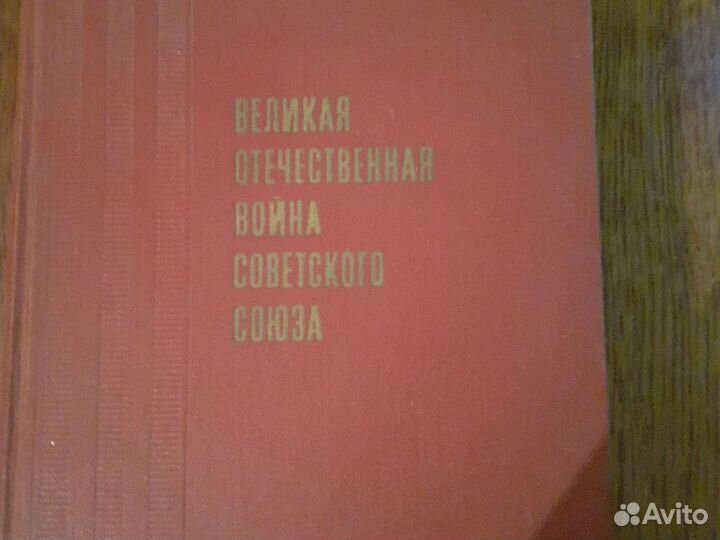 ВЕЛИКАЯ
ОТЕЧЕСТВЕННАЯ
ВОЙНА
СОВЕТСКОГО
СОЮЗА
Avito